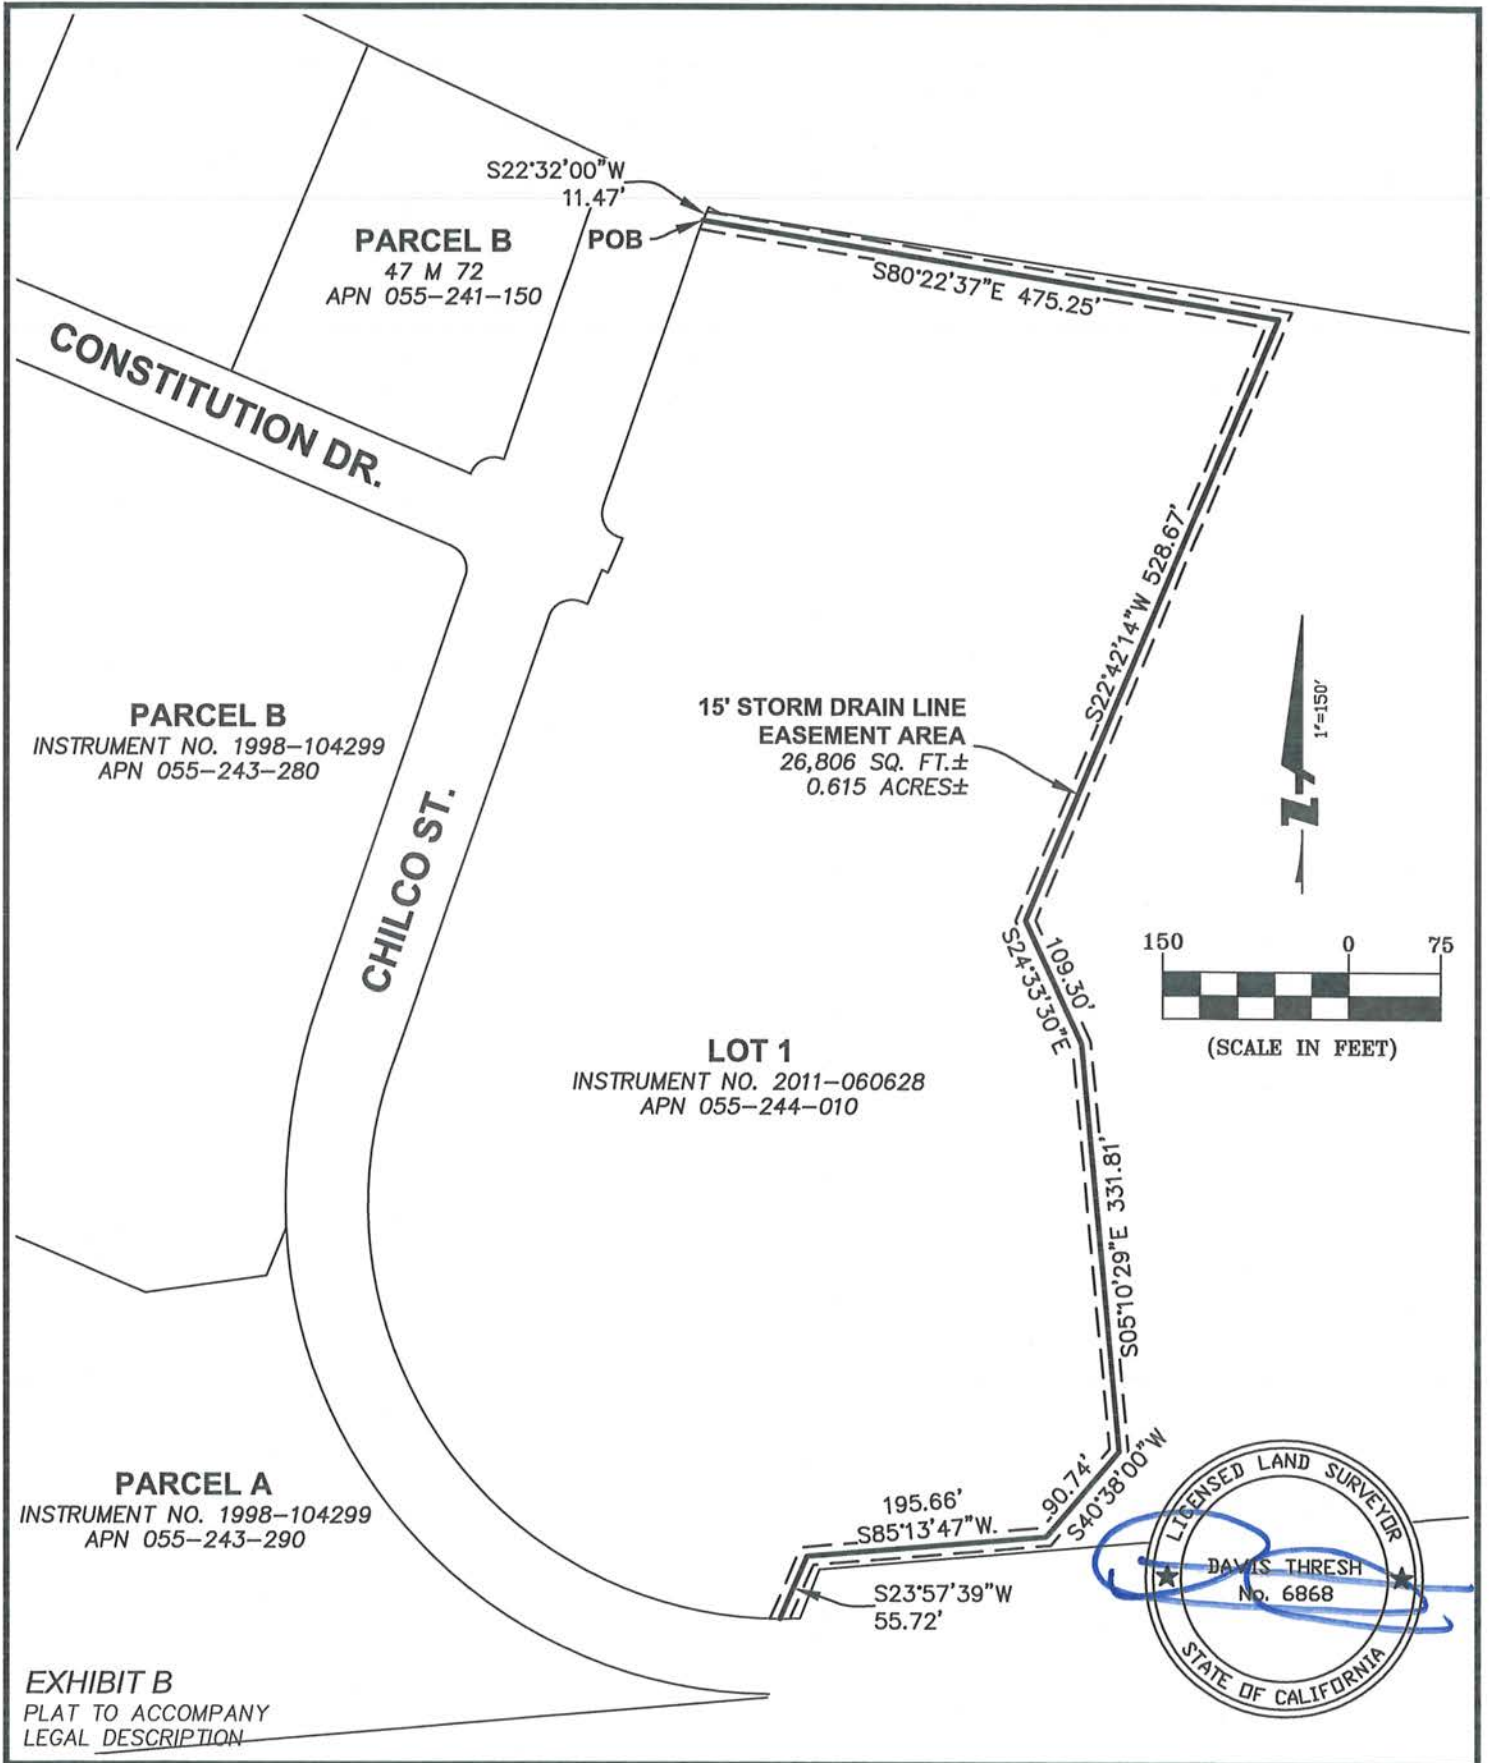 S22°32'00"W
11.47'
POB
PARCEL B
47 M 72
APN 055-241-150
S80°22'37"E 475.25'
CONSTITUTION DR.
S22°42'14"W 528.67'
PARCEL B
INSTRUMENT NO. 1998-104299
APN 055-243-280
15' STORM DRAIN LINE
EASEMENT AREA
26,806 SQ. FT.±
0.615 ACRES±
1"=150'
Z
CHILCO ST.
150 0 75
(SCALE IN FEET)
109.30'
S24°33'30"E
LOT 1
INSTRUMENT NO. 2011-060628
APN 055-244-010
S05°10'29"E 331.81'
PARCEL A
INSTRUMENT NO. 1998-104299
APN 055-243-290
90.74'
S40°38'00"W
195.66'
S85°13'47"W
S23°57'39"W
55.72'
LICENSED LAND SURVEYOR
DAVIS THRESH
No. 6868
STATE OF CALIFORNIA
EXHIBIT B
PLAT TO ACCOMPANY
LEGAL DESCRIPTION